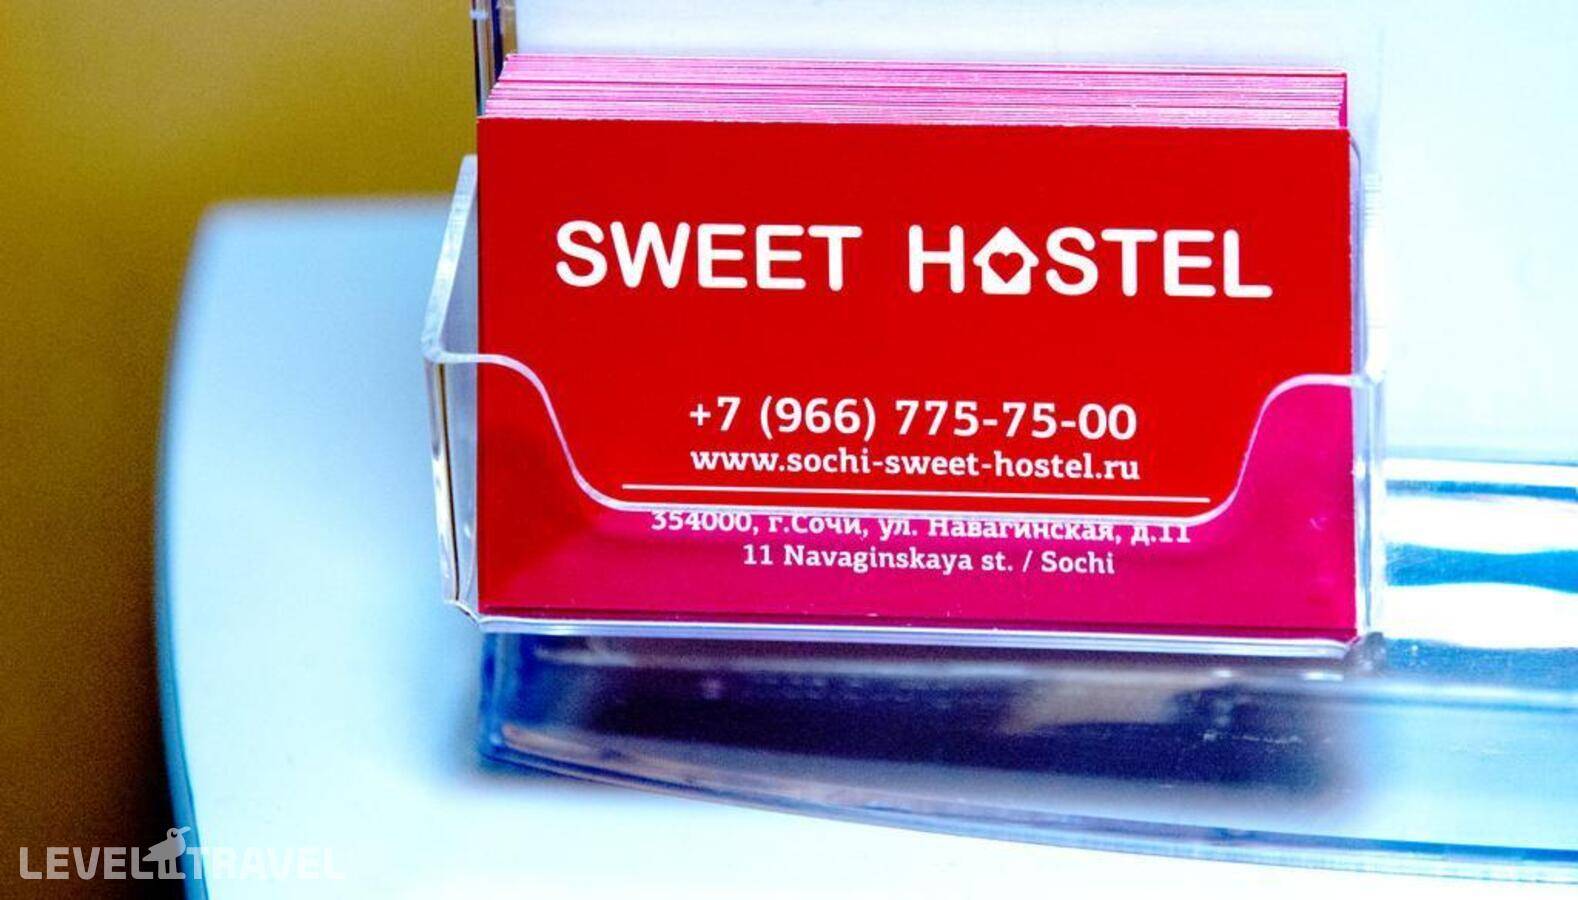 SWEET HOSTEL
+7 (966) 775-75-00
www.sochi-sweet-hostel.ru
354000, г.Сочи, ул. Навагинская, д.11
11 Navaginskaya st. / Sochi
LEVEL TRAVEL